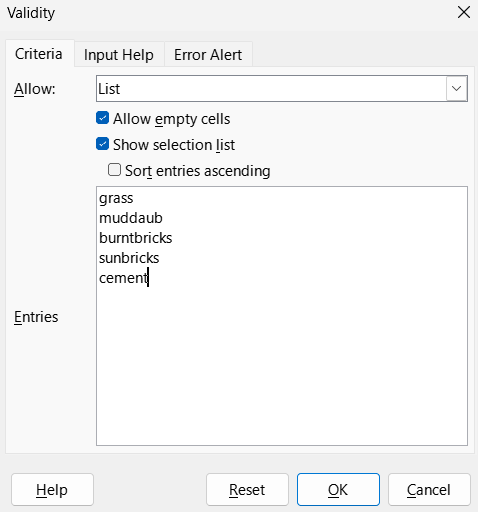 Validity
Criteria
Input Help
Error Alert
Allow:
List
Allow empty cells
Show selection list
Sort entries ascending
grass
muddaub
burntbricks
sunbricks
cement
Entries
Help
Reset
OK
Cancel